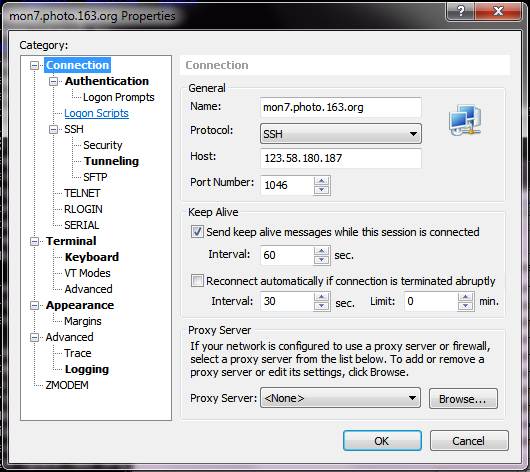 mon7.photo.163.org Properties
Category:
Connection
Authentication
Logon Prompts
Logon Scripts
SSH
Security
Tunneling
SFTP
TELNET
RLOGIN
SERIAL
Terminal
Keyboard
VT Modes
Advanced
Appearance
Margins
Advanced
Trace
Logging
ZMODEM
Connection
General
Name: mon7.photo.163.org
Protocol: SSH
Host: 123.58.180.187
Port Number: 1046
Keep Alive
Send keep alive messages while this session is connected
Interval: 60 sec.
Reconnect automatically if connection is terminated abruptly
Interval: 30 sec. Limit: 0 min.
Proxy Server
If your network is configured to use a proxy server or firewall,
select a proxy server from the list below. To add or remove a
proxy server or edit its settings, click Browse.
Proxy Server: <None> Browse...
OK Cancel